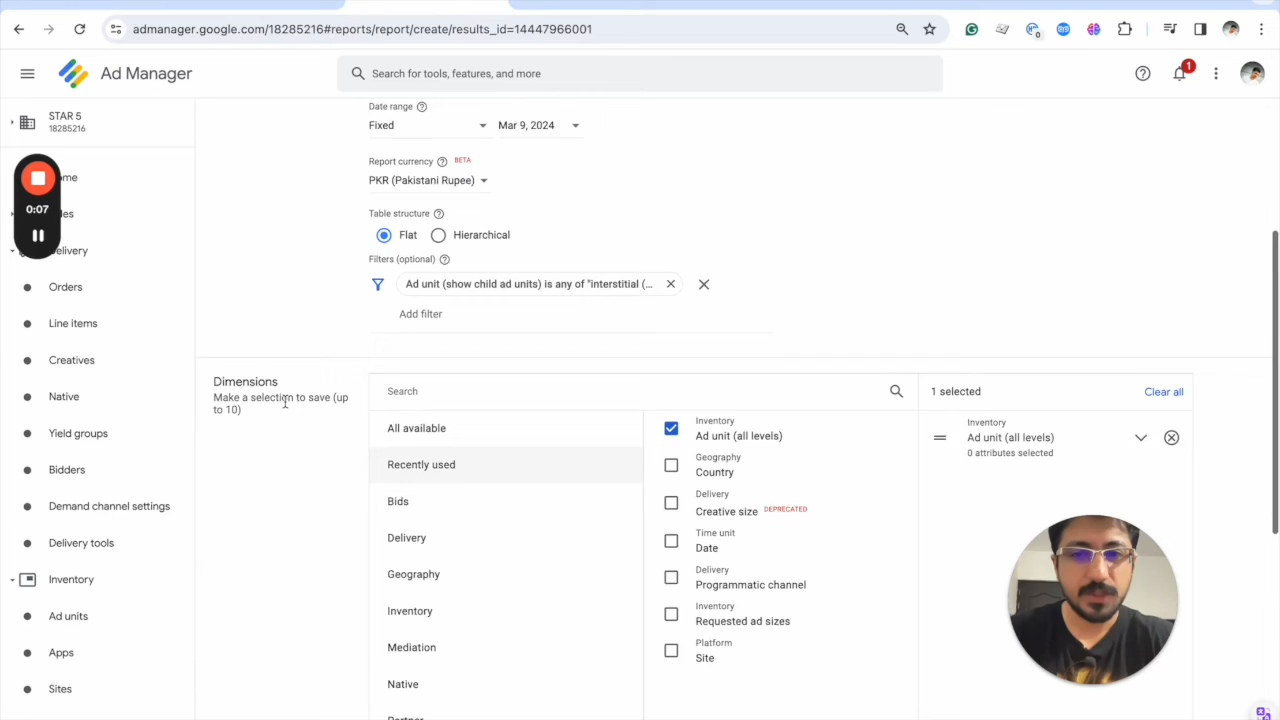 admanager.google.com/18285216#reports/report/create/results_id=14447966001
0
Ad Manager
Search for tools, features, and more
1
STAR 5
18285216
Date range
Fixed
Mar 9, 2024
Report currency
BETA
PKR (Pakistani Rupee)
Table structure
Flat
Hierarchical
Filters (optional)
Ad unit (show child ad units) is any of "interstitial (...
Add filter
0:07
ome
les
elivery
Orders
Line items
Creatives
Native
Yield groups
Bidders
Demand channel settings
Delivery tools
Inventory
Ad units
Apps
Sites
Dimensions
Make a selection to save (up
to 10)
Search
All available
Recently used
Bids
Delivery
Geography
Inventory
Mediation
Native
Partner
Inventory
Ad unit (all levels)
Geography
Country
Delivery
Creative size DEPRECATED
Time unit
Date
Delivery
Programmatic channel
Inventory
Requested ad sizes
Platform
Site
1 selected
Clear all
Inventory
Ad unit (all levels)
0 attributes selected